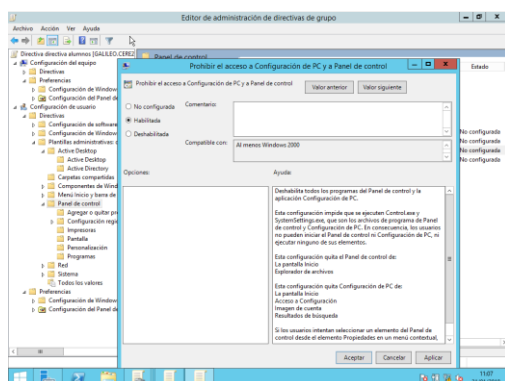 Editor de administración de directivas de grupo
Archivo Acción Ver Ayuda
Directiva directiva alumnos [GALILEO.CEREZ
Configuración del equipo
Directivas
Preferencias
Configuración de Window
Configuración del Panel de
Configuración de usuario
Directivas
Configuración de software
Configuración de Window
Plantillas administrativas: d
Active Desktop
Active Desktop
Active Directory
Carpetas compartidas
Componentes de Wind
Menú Inicio y barra de
Panel de control
Agregar o quitar pr
Configuración regio
Impresoras
Pantalla
Personalización
Programas
Red
Sistema
Todos los valores
Preferencias
Configuración de Window
Configuración del Panel de
Panel de control
Estado
No configurada
No configurada
No configurada
No configurada
Prohibir el acceso a Configuración de PC y a Panel de control
Prohibir el acceso a Configuración de PC y a Panel de control
Valor anterior
Valor siguiente
No configurada
Habilitada
Deshabilitada
Comentario:
Compatible con:
Al menos Windows 2000
Opciones:
Ayuda:
Deshabilita todos los programas del Panel de control y la
aplicación Configuración de PC.
Esta configuración impide que se ejecuten Control.exe y
SystemSettings.exe, que son los archivos de programa de Panel
de control y Configuración de PC. En consecuencia, los usuarios
no pueden iniciar el Panel de control ni Configuración de PC, ni
ejecutar ninguno de sus elementos.
Esta configuración quita el Panel de control de:
La pantalla Inicio
Explorador de archivos
Esta configuración quita Configuración de PC de:
La pantalla Inicio
Acceso a Configuración
Imagen de cuenta
Resultados de búsqueda
Si los usuarios intentan seleccionar un elemento del Panel de
control desde el elemento Propiedades en un menú contextual,
Aceptar
Cancelar
Aplicar
11:07